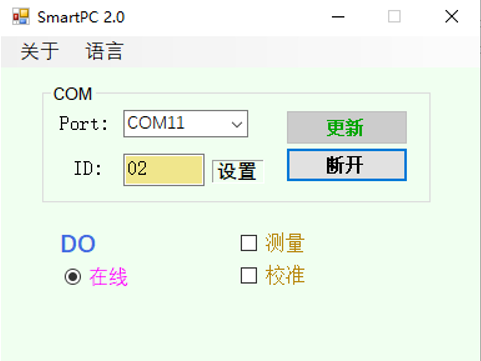 SmartPC 2.0
关于 语言
COM
Port: COM11 更新
ID: 02 设置 断开
DO 测量
在线 校准